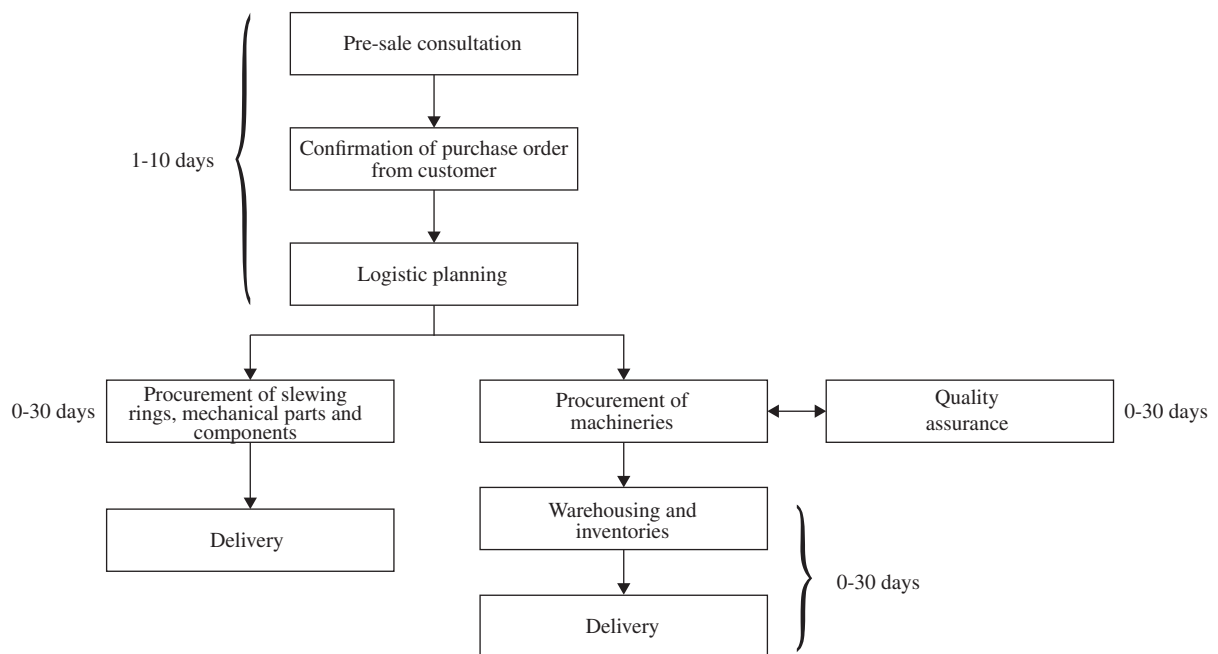 Pre-sale consultation
1-10 days
Confirmation of purchase order
from customer
Logistic planning
0-30 days
Procurement of slewing
rings, mechanical parts and
components
Procurement of
machineries
Quality
assurance
0-30 days
Delivery
Warehousing and
inventories
0-30 days
Delivery